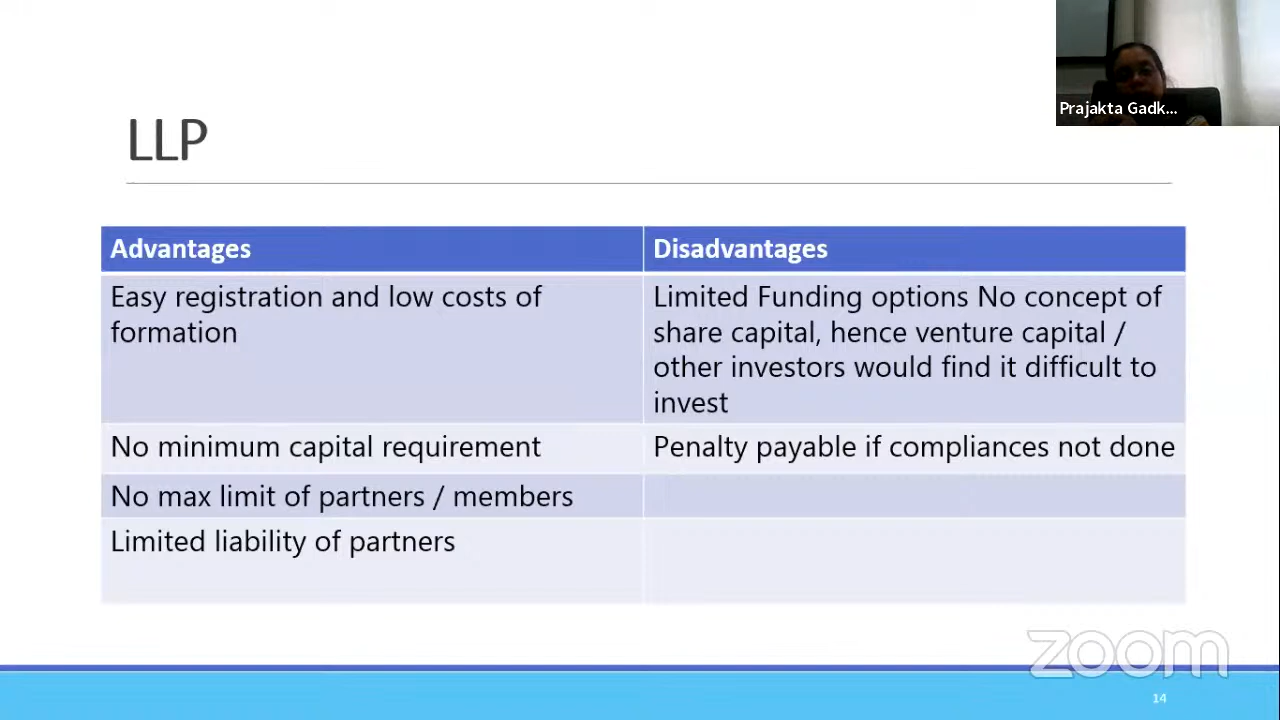 Prajakta Gadk...
LLP
Advantages
Disadvantages
Easy registration and low costs of
formation
Limited Funding options No concept of
share capital, hence venture capital /
other investors would find it difficult to
invest
No minimum capital requirement
Penalty payable if compliances not done
No max limit of partners / members
Limited liability of partners
zoom
14